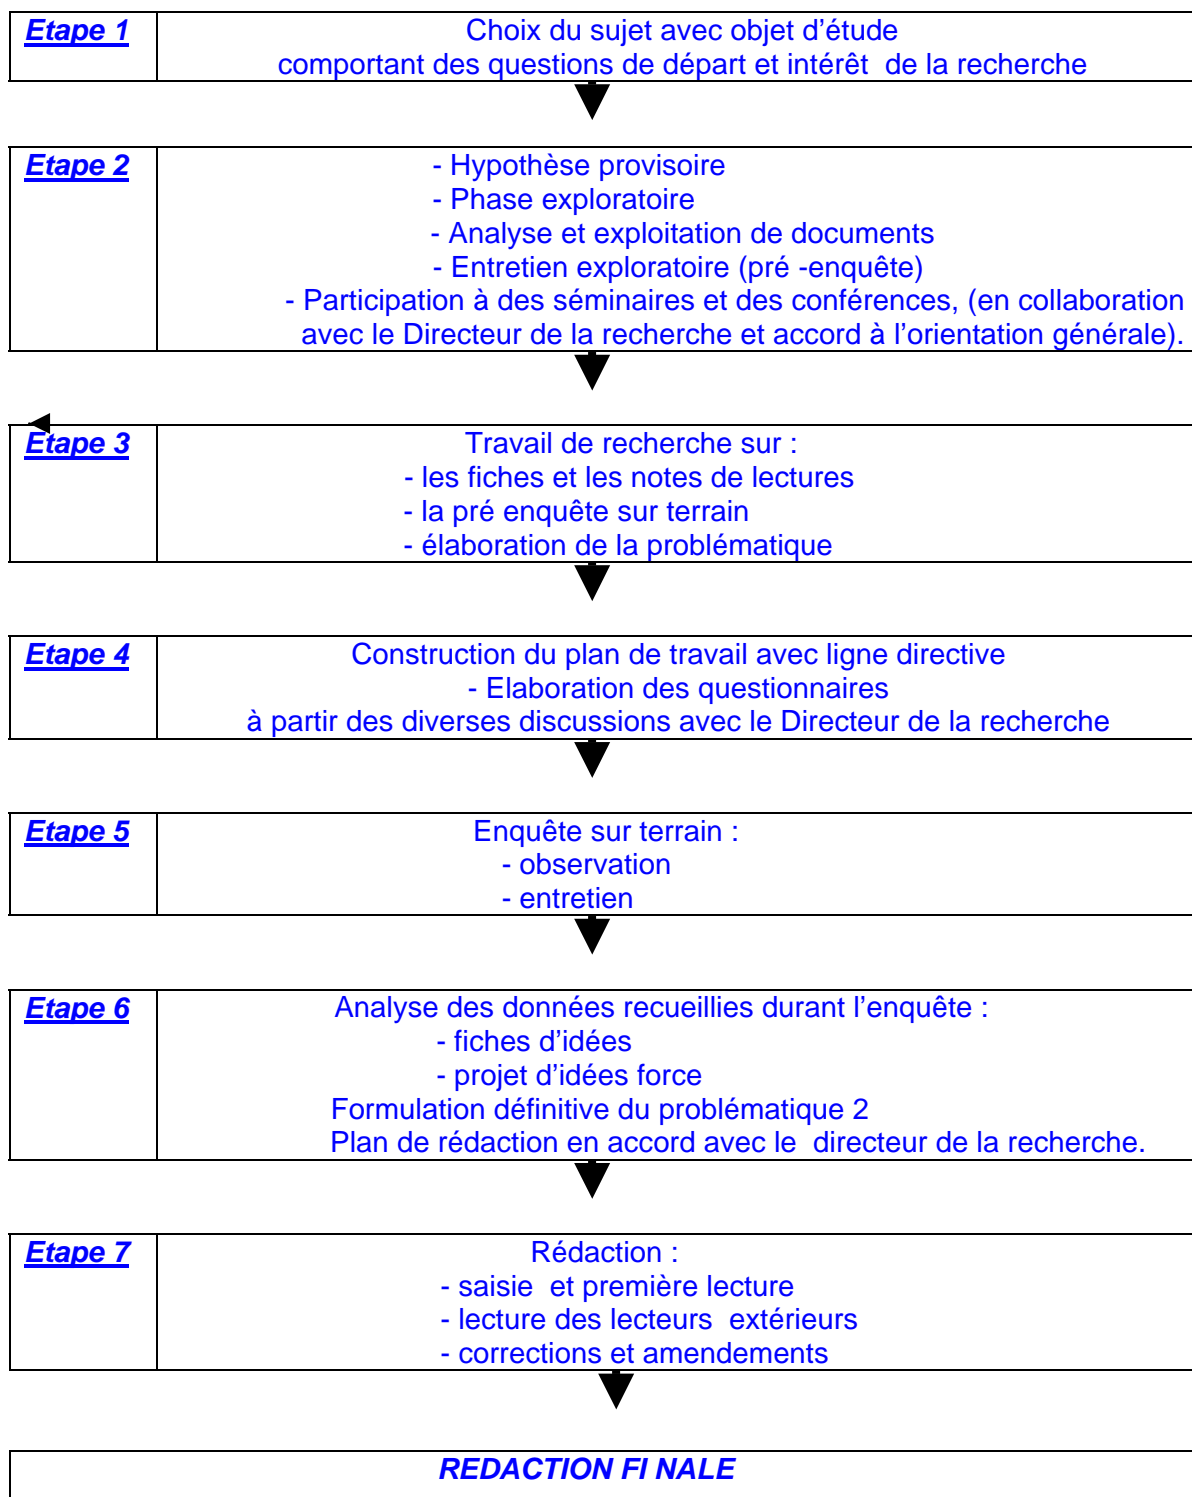 Etape 1 Choix du sujet avec objet d’étude
comportant des questions de départ et intérêt de la recherche
Etape 2 - Hypothèse provisoire
- Phase exploratoire
- Analyse et exploitation de documents
- Entretien exploratoire (pré -enquête)
- Participation à des séminaires et des conférences, (en collaboration
avec le Directeur de la recherche et accord à l’orientation générale).
Etape 3 Travail de recherche sur :
- les fiches et les notes de lectures
- la pré enquête sur terrain
- élaboration de la problématique
Etape 4 Construction du plan de travail avec ligne directive
- Elaboration des questionnaires
à partir des diverses discussions avec le Directeur de la recherche
Etape 5 Enquête sur terrain :
- observation
- entretien
Etape 6 Analyse des données recueillies durant l’enquête :
- fiches d’idées
- projet d’idées force
Formulation définitive du problématique 2
Plan de rédaction en accord avec le directeur de la recherche.
Etape 7 Rédaction :
- saisie et première lecture
- lecture des lecteurs extérieurs
- corrections et amendements
REDACTION FI NALE